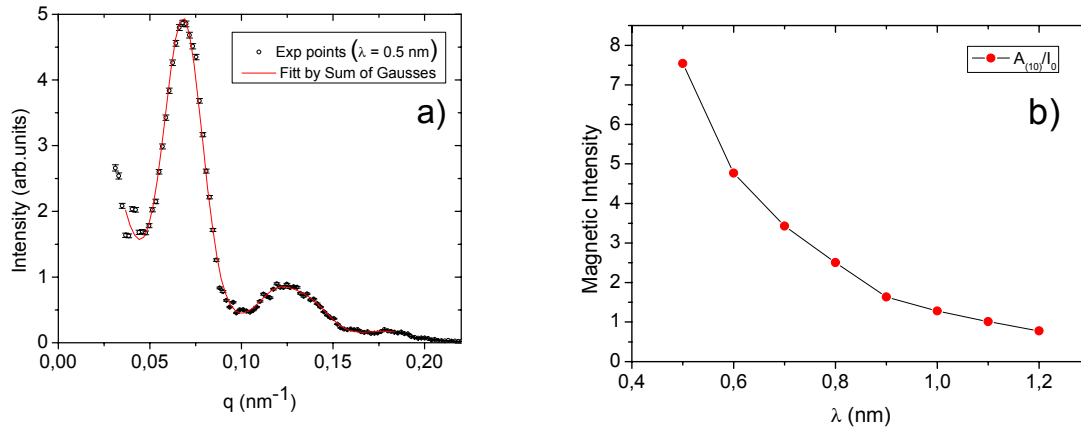 5
4
3
2
1
0
0,00
0,05
0,10
0,15
0,20
Intensity (arb.units)
q (nm-1)
Exp points (λ = 0.5 nm)
Fitt by Sum of Gausses
a)
8
7
6
5
4
3
2
1
0
0,4
0,6
0,8
1,0
1,2
Magnetic Intensity
λ (nm)
A(10)/I0
b)